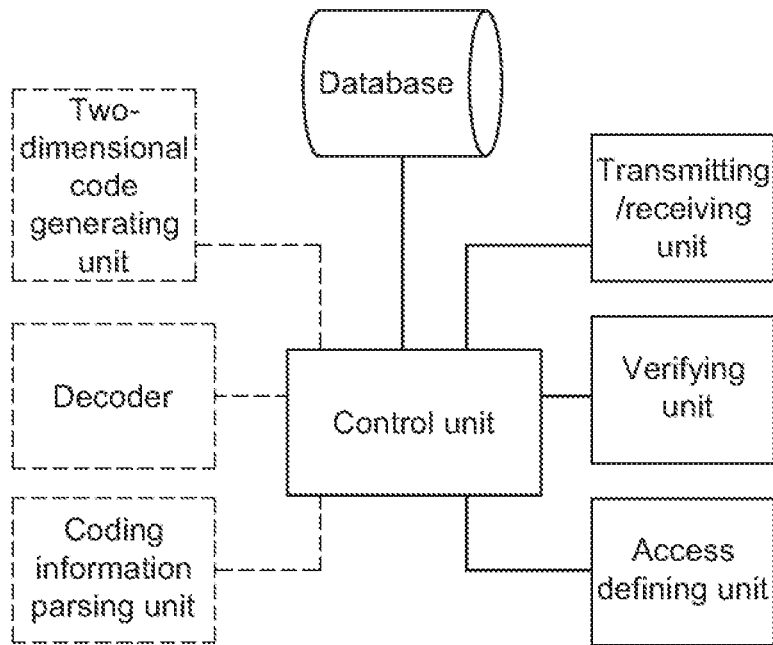 Database
Two-
dimensional
code
generating
unit
Transmitting
/receiving
unit
Decoder
Control unit
Verifying
unit
Coding
information
parsing unit
Access
defining unit